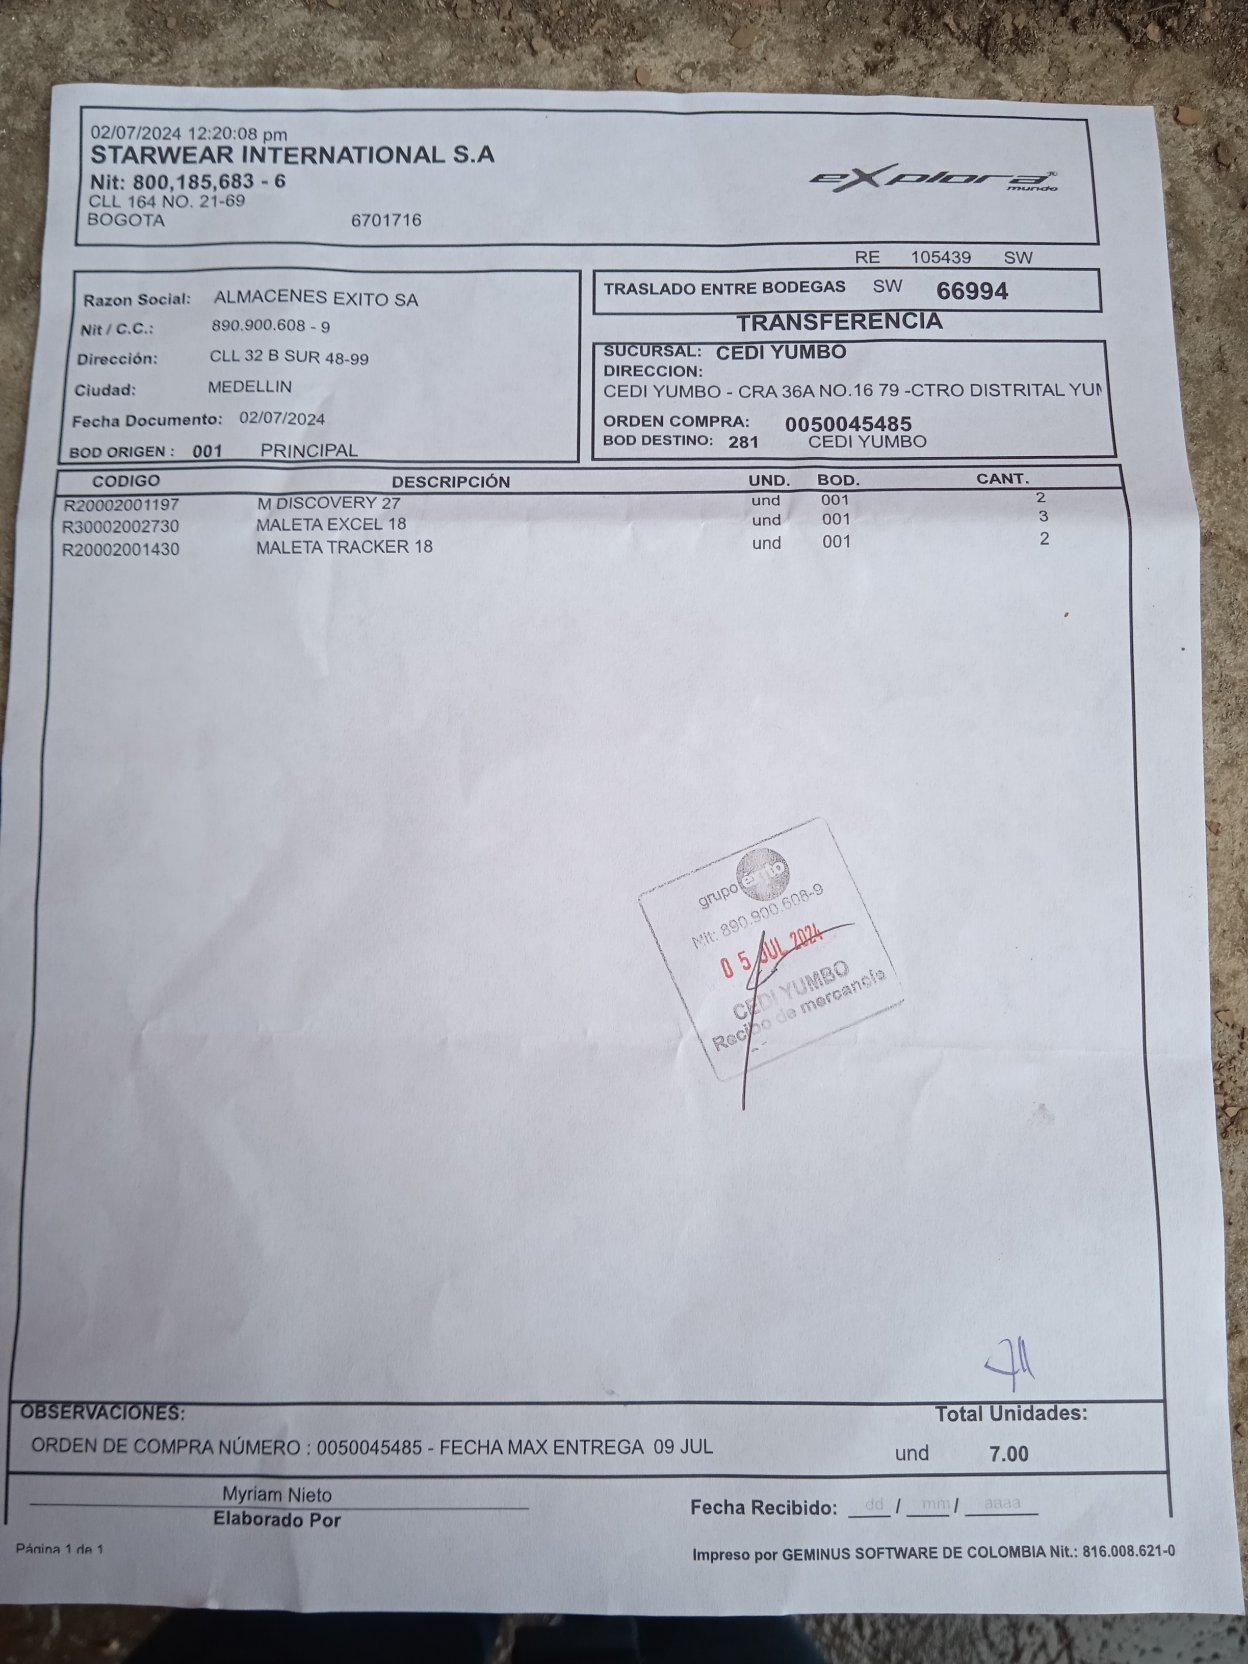 02/07/2024 12:20:08 pm
STARWEAR INTERNATIONAL S.A
Nit: 800,185,683 - 6
CLL 164 NO. 21-69
BOGOTA 6701716
eXplora
mundo
RE 105439 SW
Razon Social: ALMACENES EXITO SA
Nit / C.C.: 890.900.608 - 9
Dirección: CLL 32 B SUR 48-99
Ciudad: MEDELLIN
Fecha Documento: 02/07/2024
BOD ORIGEN : 001 PRINCIPAL
TRASLADO ENTRE BODEGAS SW 66994
TRANSFERENCIA
SUCURSAL: CEDI YUMBO
DIRECCION:
CEDI YUMBO - CRA 36A NO.16 79 -CTRO DISTRITAL YUM
ORDEN COMPRA: 0050045485
BOD DESTINO: 281 CEDI YUMBO
CODIGO DESCRIPCIÓN UND. BOD. CANT.
R20002001197 M DISCOVERY 27 und 001 2
R30002002730 MALETA EXCEL 18 und 001 3
R20002001430 MALETA TRACKER 18 und 001 2
grupo éxito
Nit: 890.900.608-9
05 JUL 2024
CEDI YUMBO
Recibo de mercancía
OBSERVACIONES:
ORDEN DE COMPRA NÚMERO : 0050045485 - FECHA MAX ENTREGA 09 JUL
Total Unidades:
und 7.00
Myriam Nieto
Elaborado Por
Fecha Recibido: dd / mm / aaaa
Página 1 de 1
Impreso por GEMINUS SOFTWARE DE COLOMBIA Nit.: 816.008.621-0